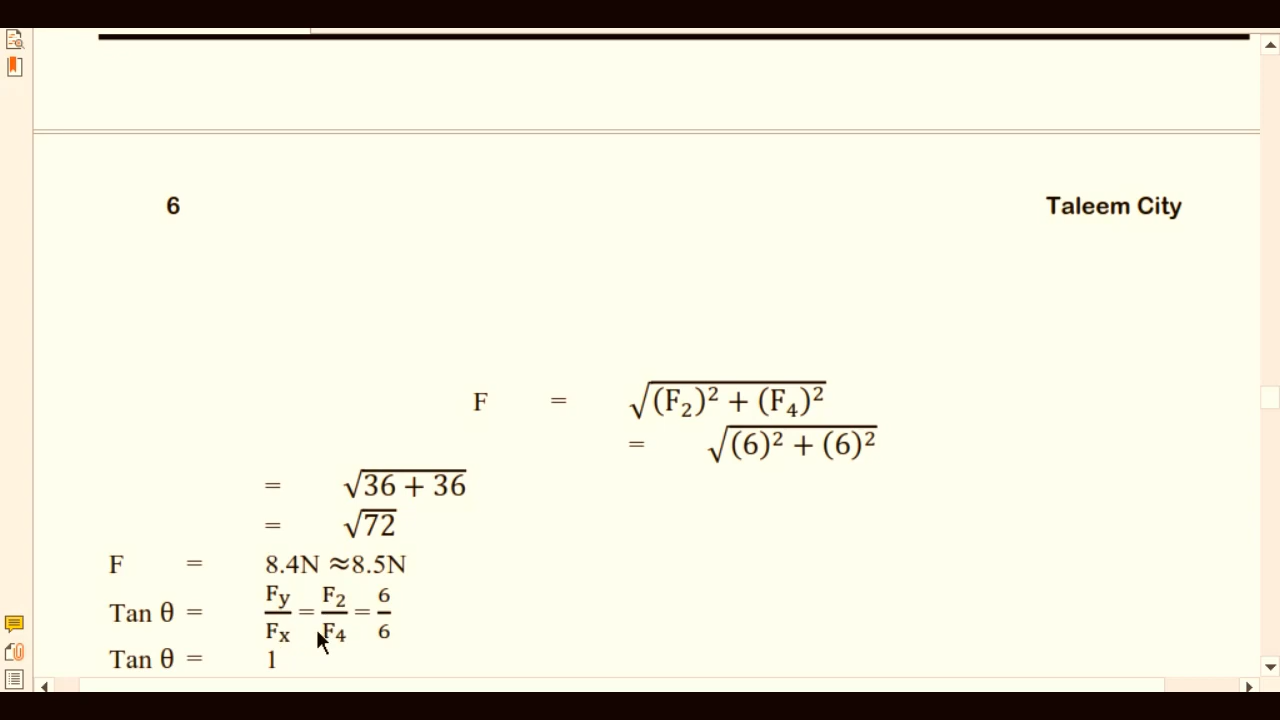 6 Taleem City
F = √(F₂)² + (F₄)²
= √(6)² + (6)²
= √36 + 36
= √72
F = 8.4N ≈8.5N
Tan θ = Fy/Fx = F₂/F₄ = 6/6
Tan θ = 1